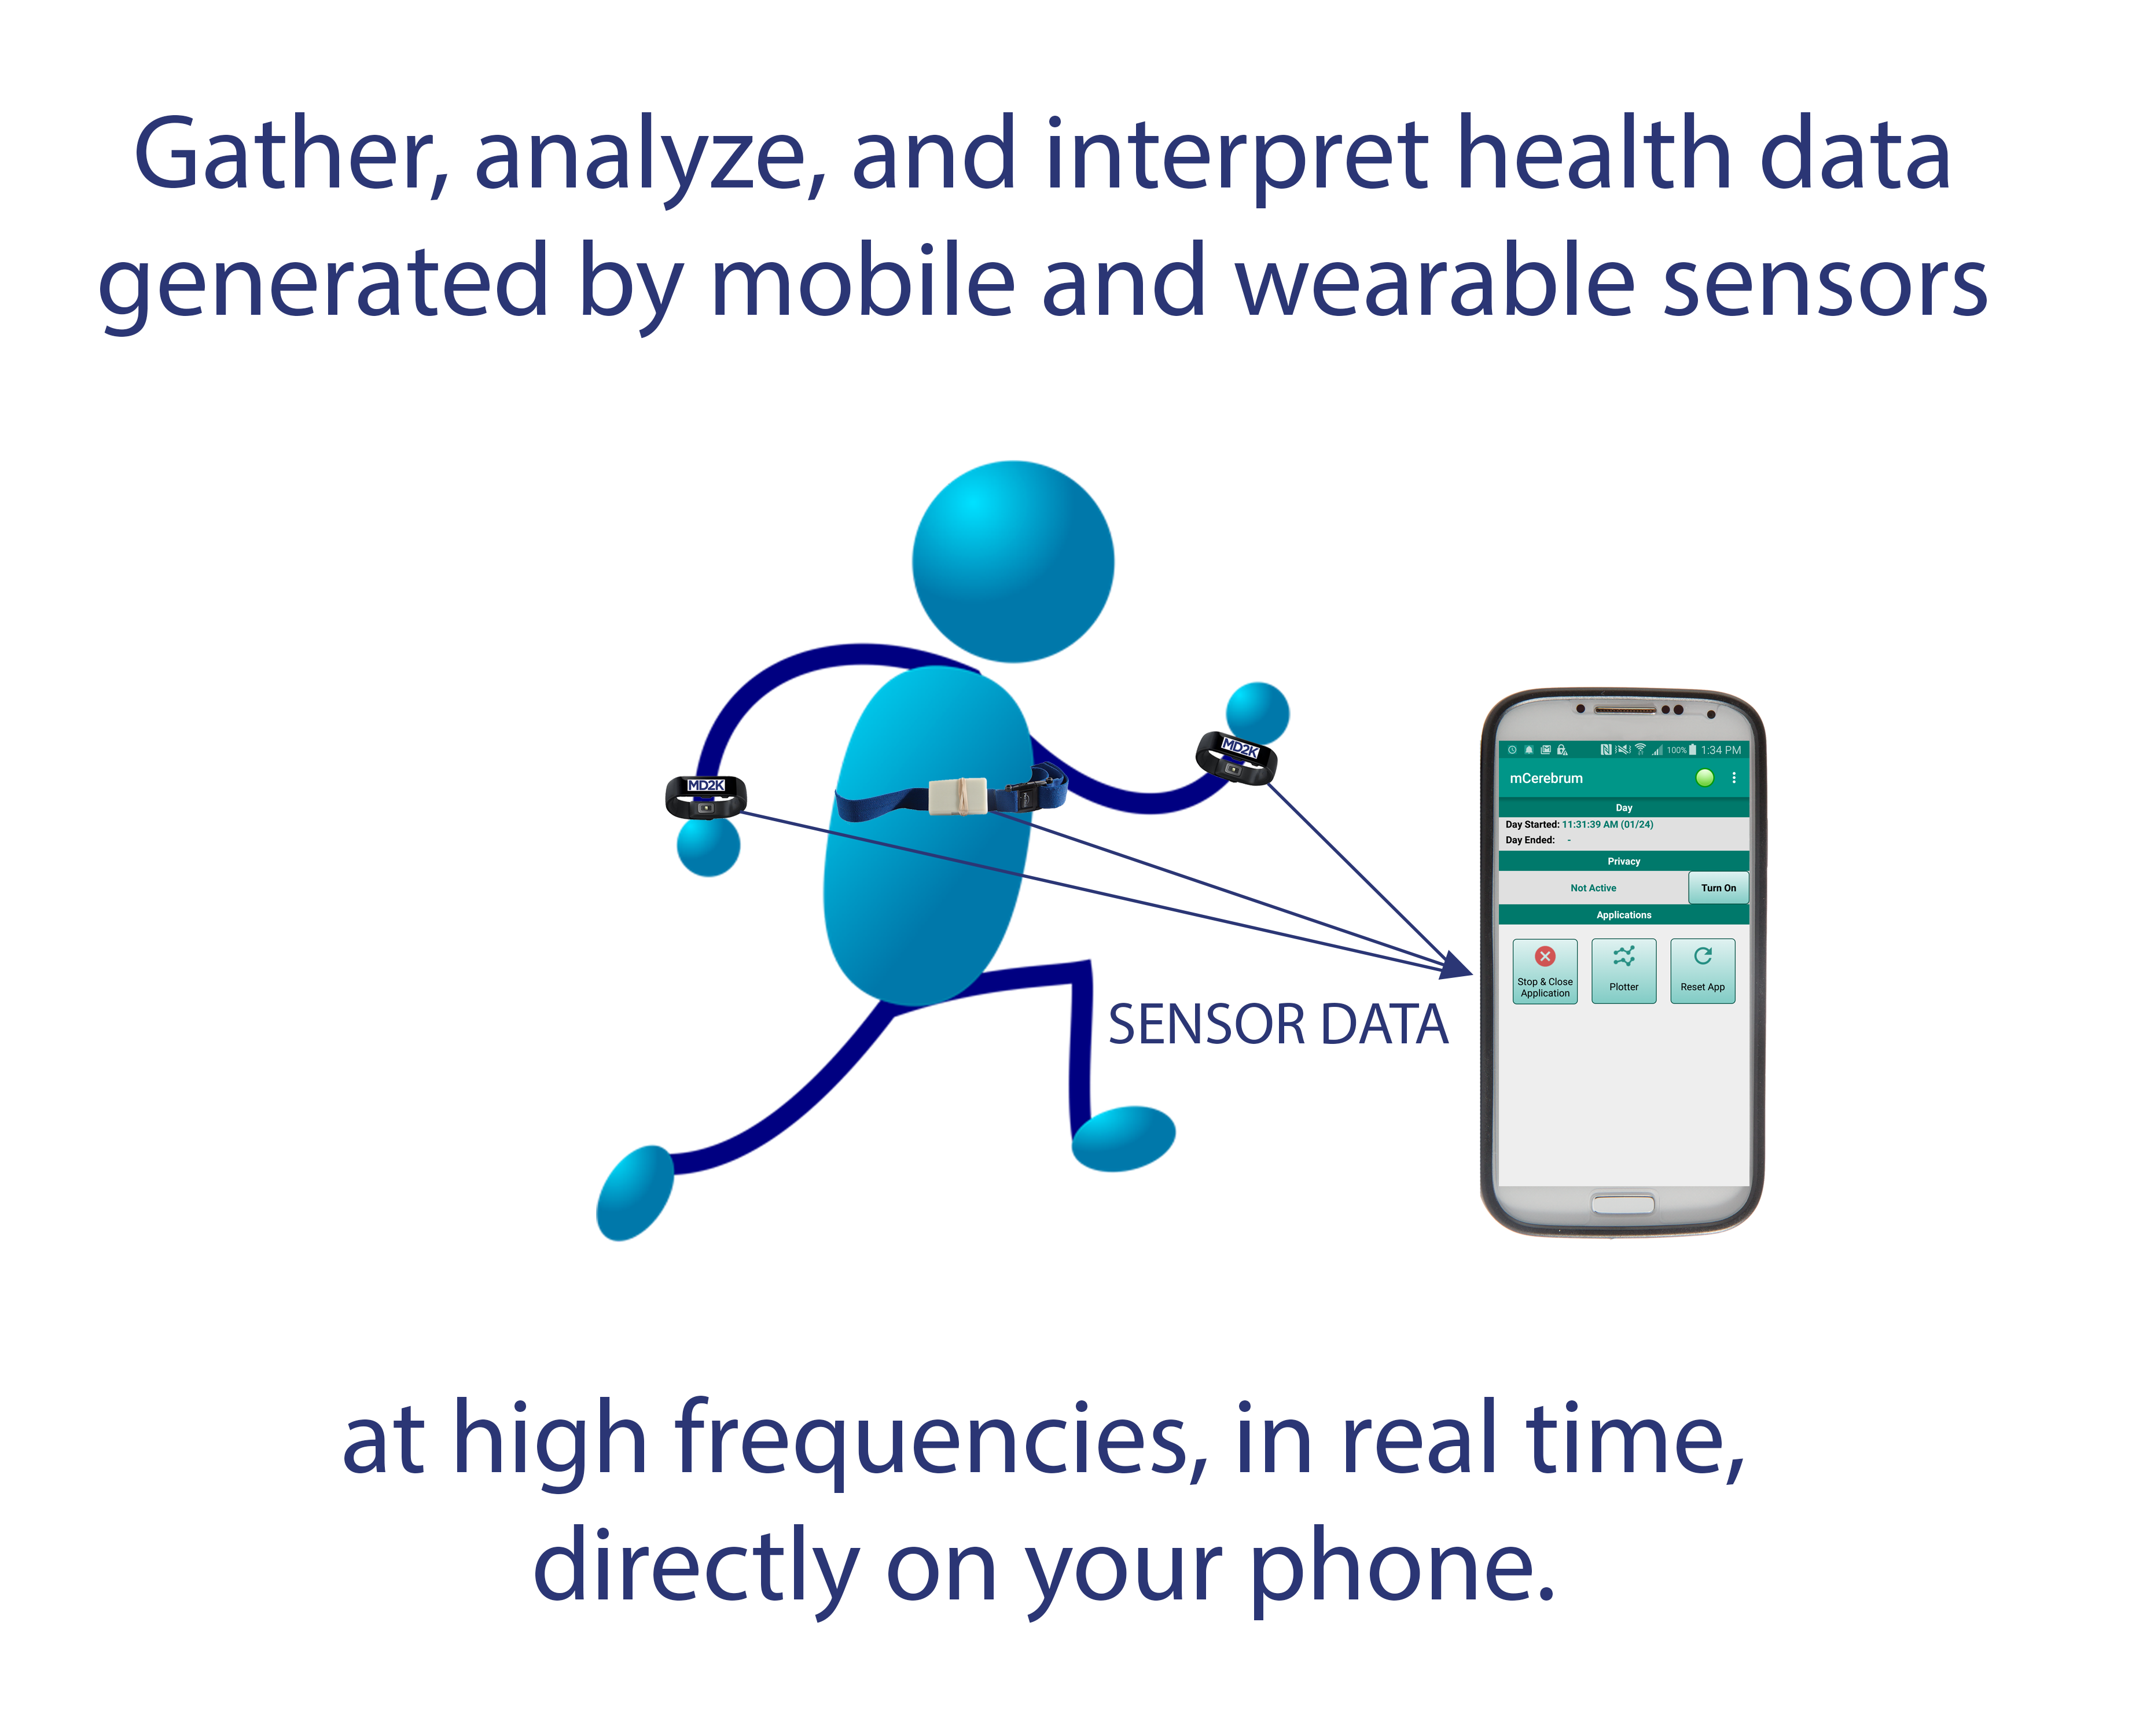 Gather, analyze, and interpret health data
generated by mobile and wearable sensors
MD2K
MD2K
SENSOR DATA
100% 1:34 PM
mCerebrum
Day
Day Started: 11:31:39 AM (01/24)
Day Ended: -
Privacy
Not Active
Turn On
Applications
Stop & Close
Application
Plotter
Reset App
at high frequencies, in real time,
directly on your phone.